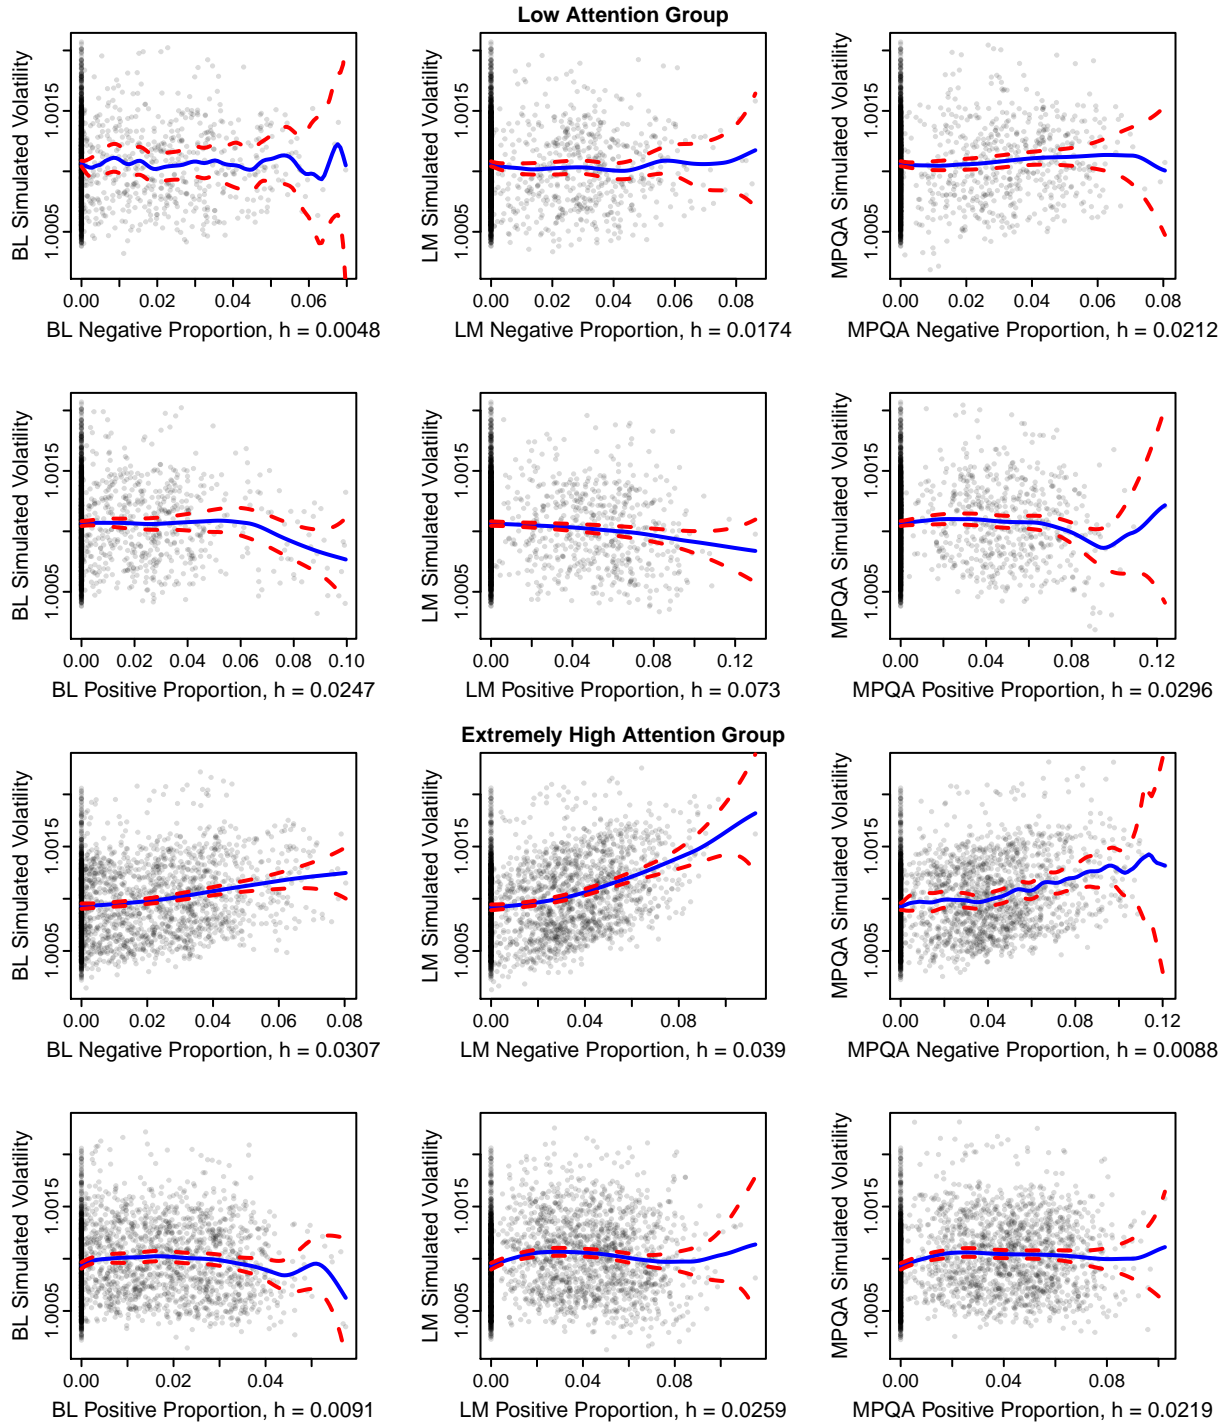 Low Attention Group
BL Simulated Volatility
1.0005 1.0015
0.00 0.02 0.04 0.06
BL Negative Proportion, h = 0.0048
LM Simulated Volatility
1.0005 1.0015
0.00 0.02 0.04 0.06 0.08
LM Negative Proportion, h = 0.0174
MPQA Simulated Volatility
1.0005 1.0015
0.00 0.02 0.04 0.06 0.08
MPQA Negative Proportion, h = 0.0212
BL Simulated Volatility
1.0005 1.0015
0.00 0.02 0.04 0.06 0.08 0.10
BL Positive Proportion, h = 0.0247
LM Simulated Volatility
1.0005 1.0015
0.00 0.04 0.08 0.12
LM Positive Proportion, h = 0.073
MPQA Simulated Volatility
1.0005 1.0015
0.00 0.04 0.08 0.12
MPQA Positive Proportion, h = 0.0296
Extremely High Attention Group
BL Simulated Volatility
1.0005 1.0015
0.00 0.02 0.04 0.06 0.08
BL Negative Proportion, h = 0.0307
LM Simulated Volatility
1.0005 1.0015
0.00 0.04 0.08
LM Negative Proportion, h = 0.039
MPQA Simulated Volatility
1.0005 1.0015
0.00 0.04 0.08 0.12
MPQA Negative Proportion, h = 0.0088
BL Simulated Volatility
1.0005 1.0015
0.00 0.02 0.04
BL Positive Proportion, h = 0.0091
LM Simulated Volatility
1.0005 1.0015
0.00 0.04 0.08
LM Positive Proportion, h = 0.0259
MPQA Simulated Volatility
1.0005 1.0015
0.00 0.04 0.08
MPQA Positive Proportion, h = 0.0219